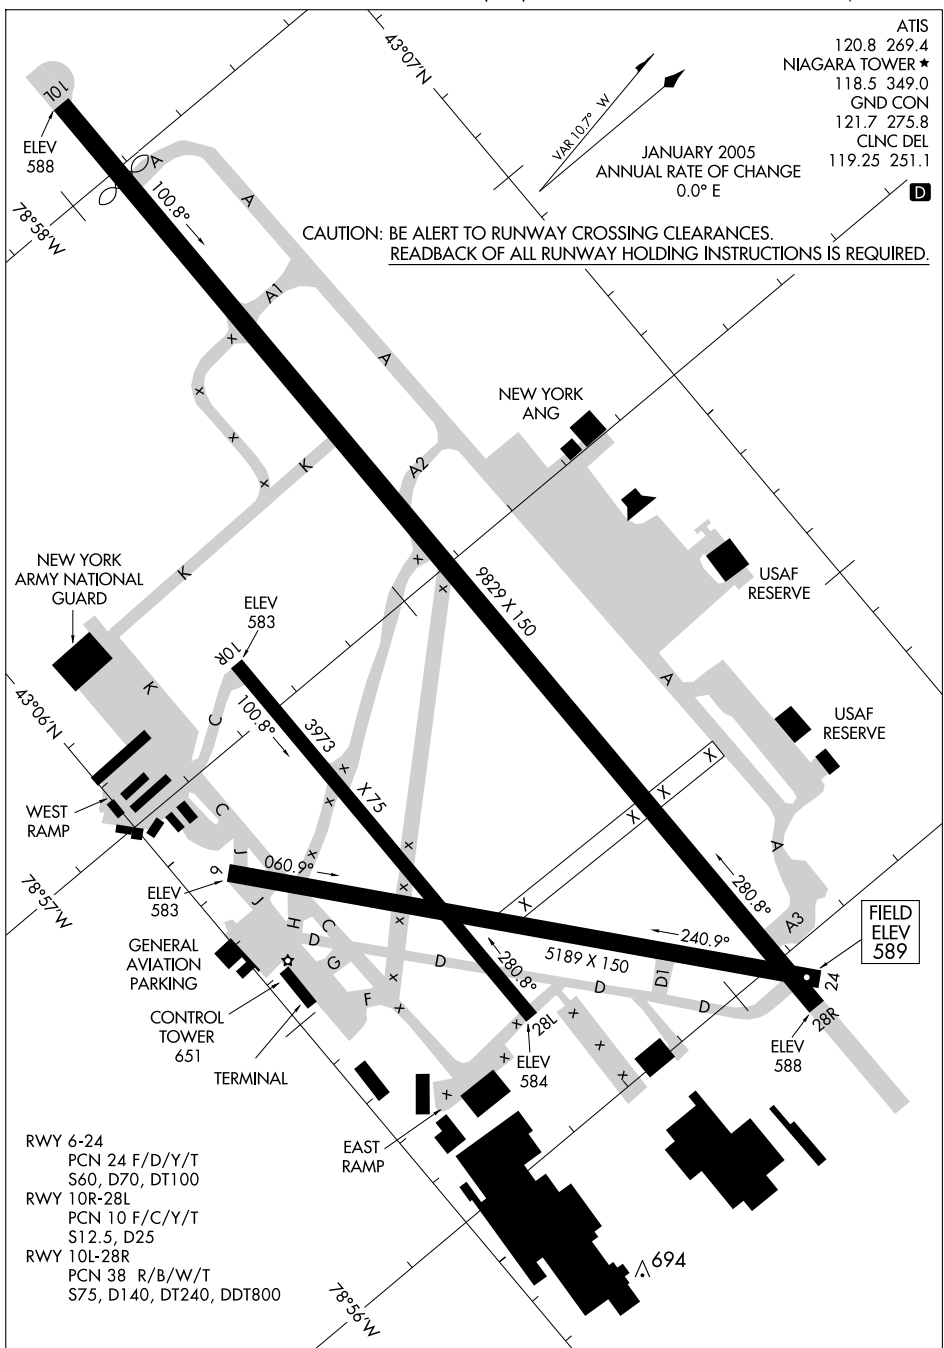 ATIS
120.8 269.4
NIAGARA TOWER ★
118.5 349.0
GND CON
121.7 275.8
CLNC DEL
119.25 251.1
D
43°07'N
VAR 10.7° W
JANUARY 2005
ANNUAL RATE OF CHANGE
0.0° E
CAUTION: BE ALERT TO RUNWAY CROSSING CLEARANCES.
READBACK OF ALL RUNWAY HOLDING INSTRUCTIONS IS REQUIRED.
10L
ELEV
588
A
100.8°
78°58'W
A
A1
A
X
X
X
X
NEW YORK
ANG
A2
K
K
NEW YORK
ARMY NATIONAL
GUARD
ELEV
583
10R
X
X
9829 X 150
USAF
RESERVE
K
C
43°06'N
100.8°
3973 X 75
A
USAF
RESERVE
X
X
X
X
X
X
WEST
RAMP
C
J
X
X
A
78°57'W
6
060.9°
ELEV
583
J
H
C
X
X
X
280.8°
A3
FIELD
ELEV
589
GENERAL
AVIATION
PARKING
D
G
D
280.8°
240.9°
5189 X 150
D1
D
D
24
F
X
CONTROL
TOWER
651
TERMINAL
28L
ELEV
584
X
X
X
X
X
X
28R
ELEV
588
EAST
RAMP
RWY 6-24
PCN 24 F/D/Y/T
S60, D70, DT100
RWY 10R-28L
PCN 10 F/C/Y/T
S12.5, D25
RWY 10L-28R
PCN 38 R/B/W/T
S75, D140, DT240, DDT800
694
78°56'W